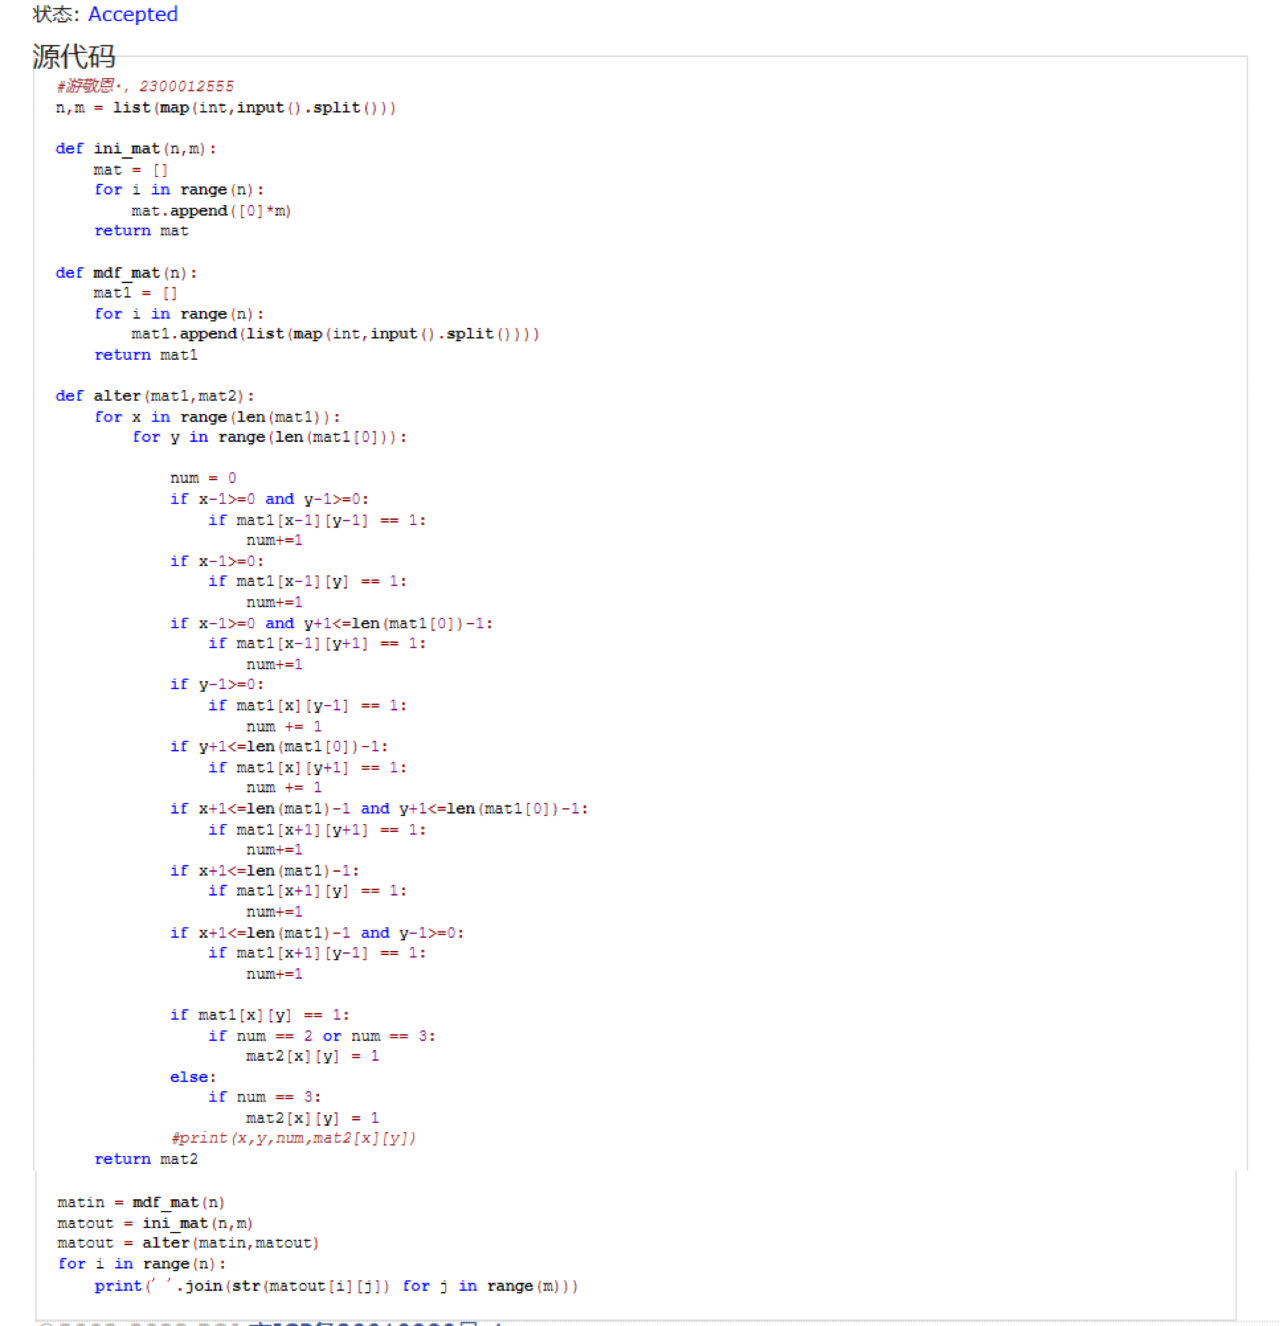 状态: Accepted
源代码
#游敬恩·, 2300012555
n,m = list(map(int,input().split()))
def ini_mat(n,m):
    mat = []
    for i in range(n):
        mat.append([0]*m)
    return mat
def mdf_mat(n):
    mat1 = []
    for i in range(n):
        mat1.append(list(map(int,input().split())))
    return mat1
def alter(mat1,mat2):
    for x in range(len(mat1)):
        for y in range(len(mat1[0])):
            num = 0
            if x-1>=0 and y-1>=0:
                if mat1[x-1][y-1] == 1:
                    num+=1
            if x-1>=0:
                if mat1[x-1][y] == 1:
                    num+=1
            if x-1>=0 and y+1<=len(mat1[0])-1:
                if mat1[x-1][y+1] == 1:
                    num+=1
            if y-1>=0:
                if mat1[x][y-1] == 1:
                    num += 1
            if y+1<=len(mat1[0])-1:
                if mat1[x][y+1] == 1:
                    num += 1
            if x+1<=len(mat1)-1 and y+1<=len(mat1[0])-1:
                if mat1[x+1][y+1] == 1:
                    num+=1
            if x+1<=len(mat1)-1:
                if mat1[x+1][y] == 1:
                    num+=1
            if x+1<=len(mat1)-1 and y-1>=0:
                if mat1[x+1][y-1] == 1:
                    num+=1
            if mat1[x][y] == 1:
                if num == 2 or num == 3:
                    mat2[x][y] = 1
            else:
                if num == 3:
                    mat2[x][y] = 1
            #print(x,y,num,mat2[x][y])
    return mat2
matin = mdf_mat(n)
matout = ini_mat(n,m)
matout = alter(matin,matout)
for i in range(n):
    print(' '.join(str(matout[i][j]) for j in range(m)))